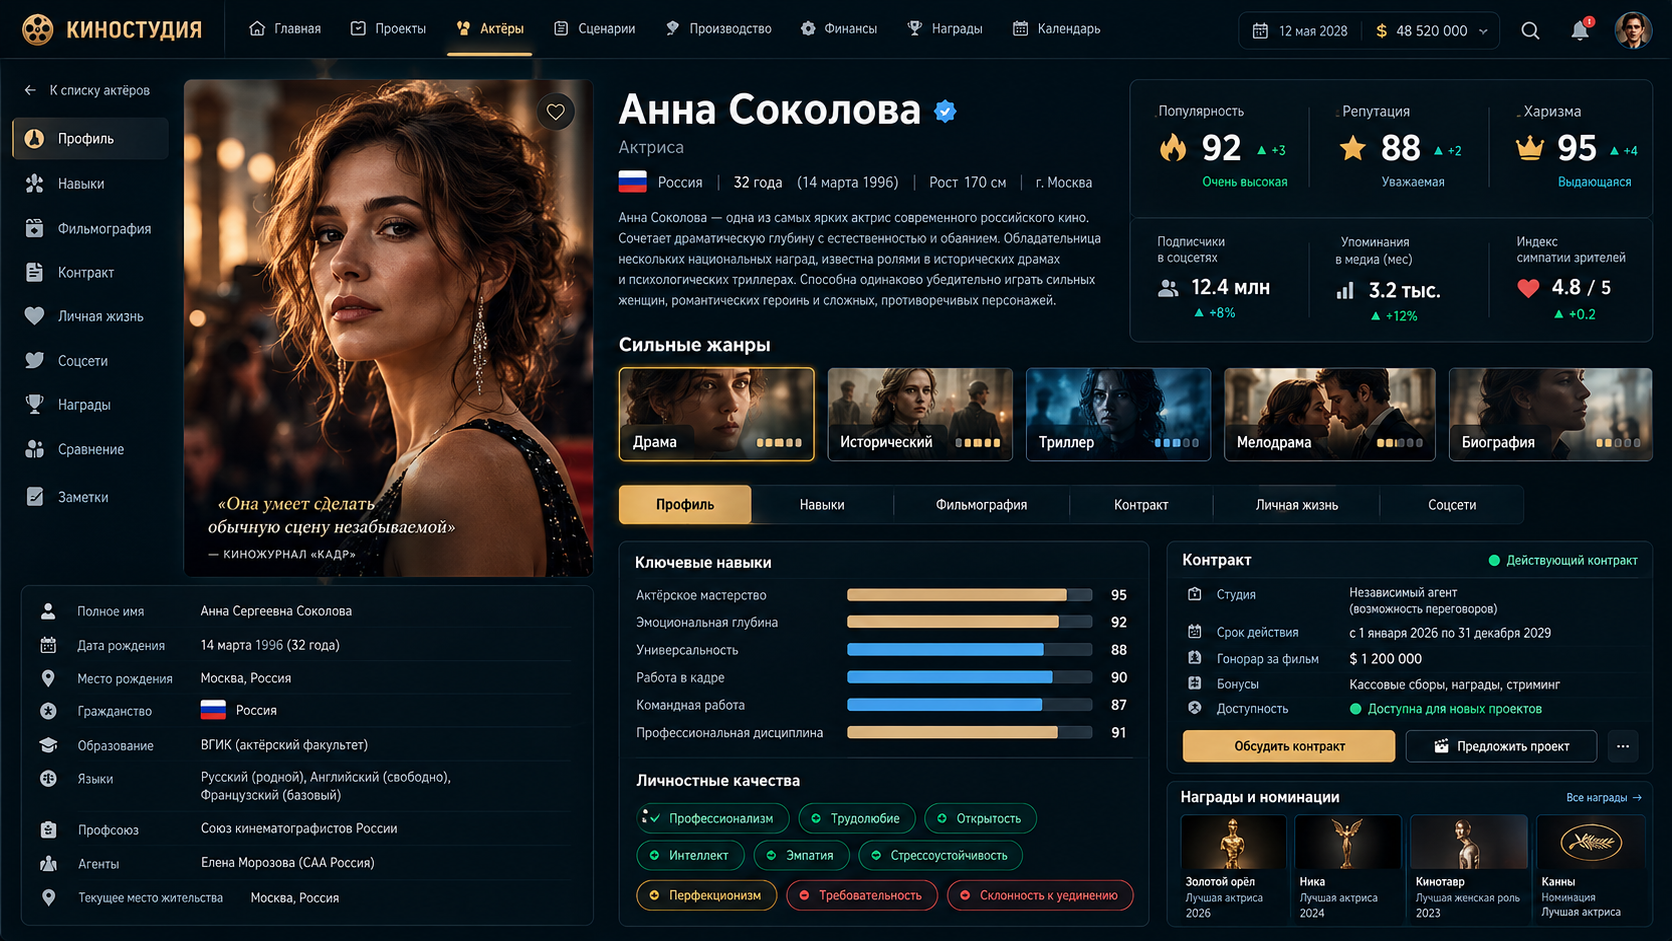 КИНОСТУДИЯ
Главная
Проекты
Актёры
Сценарии
Производство
Финансы
Награды
Календарь
12 мая 2028
$ 48 520 000
1
К списку актёров
Профиль
Навыки
Фильмография
Контракт
Личная жизнь
Соцсети
Награды
Сравнение
Заметки
«Она умеет сделать
обычную сцену незабываемой»
— КИНОЖУРНАЛ «КАДР»
Анна Соколова
Актриса
Россия | 32 года (14 марта 1996) | Рост 170 см | г. Москва
Анна Соколова — одна из самых ярких актрис современного российского кино.
Сочетает драматическую глубину с естественностью и обаянием. Обладательница
нескольких национальных наград, известна ролями в исторических драмах
и психологических триллерах. Способна одинаково убедительно играть сильных
женщин, романтических героинь и сложных, противоречивых персонажей.
Популярность
92 ▲ +3
Очень высокая
Репутация
88 ▲ +2
Уважаемая
Харизма
95 ▲ +4
Выдающаяся
Подписчики
в соцсетях
12.4 млн
▲ +8%
Упоминания
в медиа (мес)
3.2 тыс.
▲ +12%
Индекс
симпатии зрителей
4.8 / 5
▲ +0.2
Сильные жанры
Драма
Исторический
Триллер
Мелодрама
Биография
Профиль
Навыки
Фильмография
Контракт
Личная жизнь
Соцсети
Полное имя Анна Сергеевна Соколова
Дата рождения 14 марта 1996 (32 года)
Место рождения Москва, Россия
Гражданство Россия
Образование ВГИК (актёрский факультет)
Языки Русский (родной), Английский (свободно),
Французский (базовый)
Профсоюз Союз кинематографистов России
Агенты Елена Морозова (CAA Россия)
Текущее место жительства Москва, Россия
Ключевые навыки
Актёрское мастерство 95
Эмоциональная глубина 92
Универсальность 88
Работа в кадре 90
Командная работа 87
Профессиональная дисциплина 91
Личностные качества
Профессионализм
Трудолюбие
Открытость
Интеллект
Эмпатия
Стрессоустойчивость
Перфекционизм
Требовательность
Склонность к уединению
Контракт
Действующий контракт
Студия Независимый агент
(возможность переговоров)
Срок действия с 1 января 2026 по 31 декабря 2029
Гонорар за фильм $ 1 200 000
Бонусы Кассовые сборы, награды, стриминг
Доступность Доступна для новых проектов
Обсудить контракт
Предложить проект
...
Награды и номинации
Все награды →
Золотой орёл
Лучшая актриса
2026
Ника
Лучшая актриса
2024
Кинотавр
Лучшая женская роль
2023
Канны
Номинация
Лучшая актриса